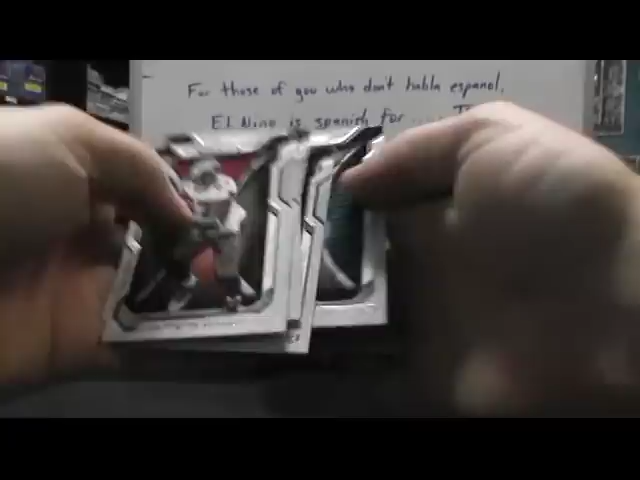 For those of you who don't habla espanol,
El Nino is spanish for ....